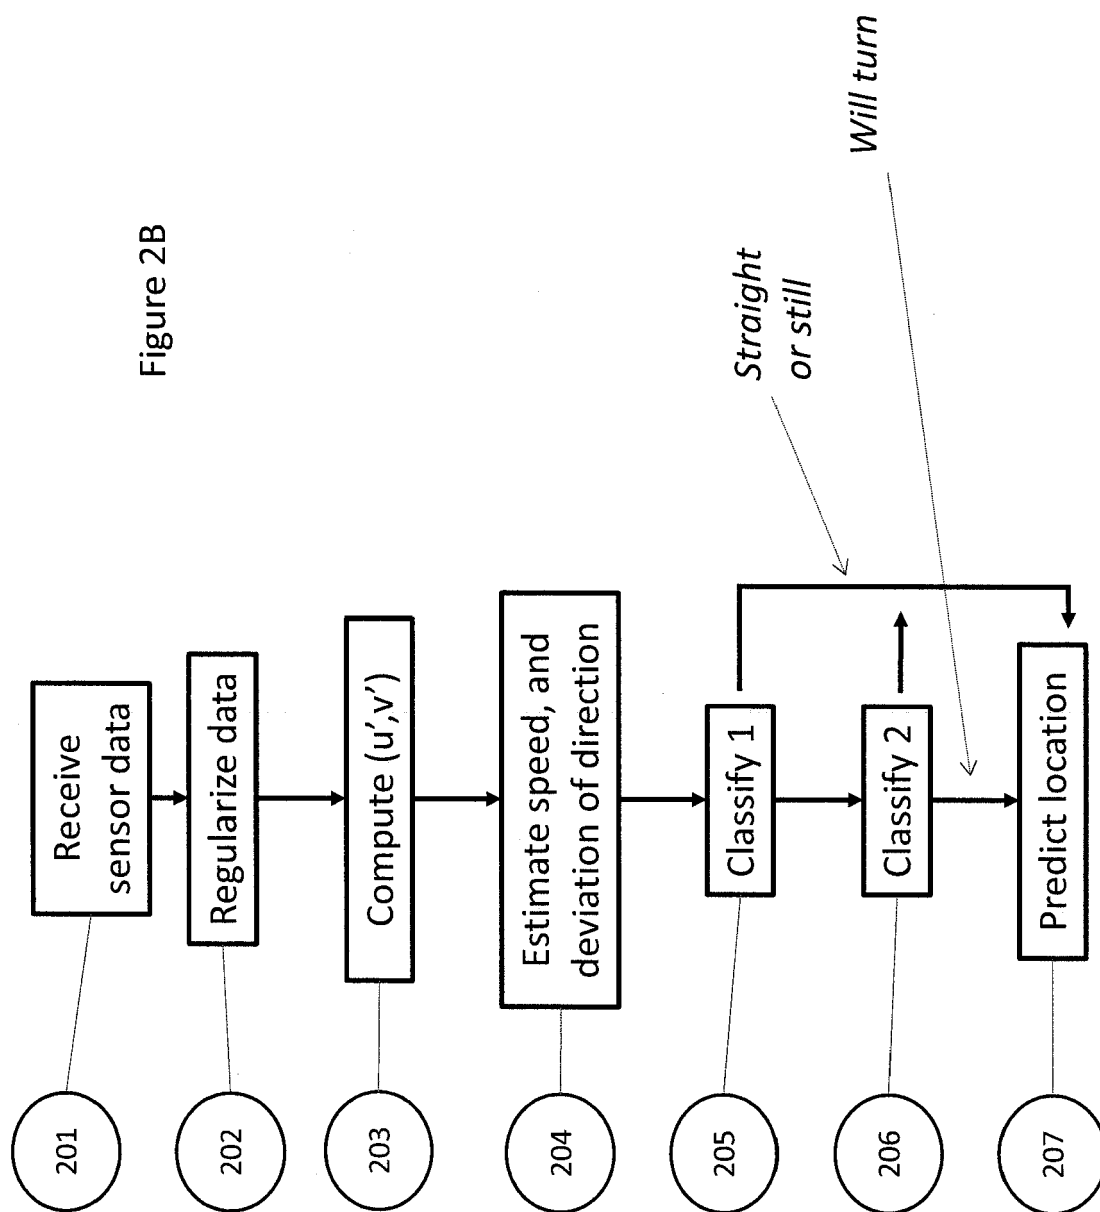 Figure 2B
201
Receive
sensor data
202
Regularize data
203
Compute (u’,v’)
204
Estimate speed, and
deviation of direction
205
Classify 1
Straight
or still
206
Classify 2
Will turn
207
Predict location